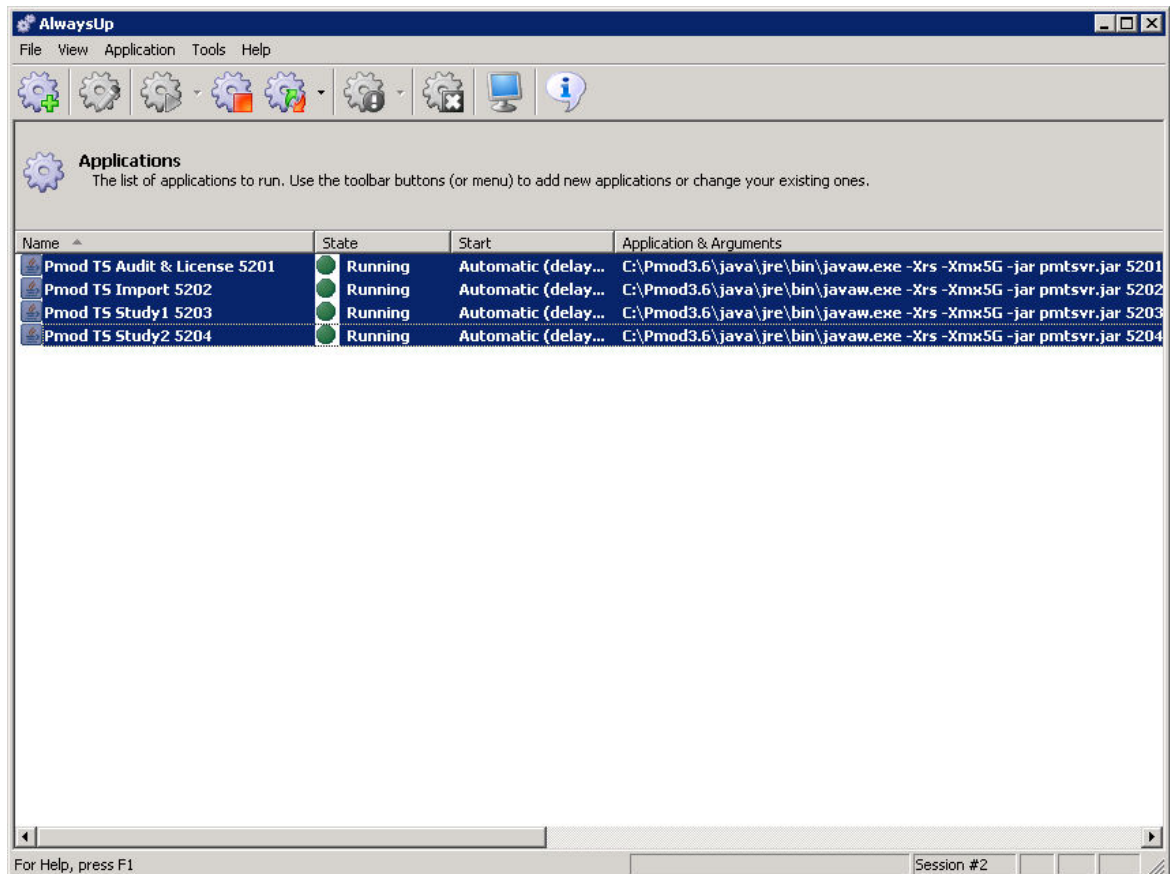 AlwaysUp
File View Application Tools Help
Applications
The list of applications to run. Use the toolbar buttons (or menu) to add new applications or change your existing ones.
Name State Start Application & Arguments
Pmod TS Audit & License 5201 Running Automatic (delay... C:\Pmod3.6\java\jre\bin\javaw.exe -Xrs -Xmx5G -jar pmtsvr.jar 5201
Pmod TS Import 5202 Running Automatic (delay... C:\Pmod3.6\java\jre\bin\javaw.exe -Xrs -Xmx5G -jar pmtsvr.jar 5202
Pmod TS Study1 5203 Running Automatic (delay... C:\Pmod3.6\java\jre\bin\javaw.exe -Xrs -Xmx5G -jar pmtsvr.jar 5203
Pmod TS Study2 5204 Running Automatic (delay... C:\Pmod3.6\java\jre\bin\javaw.exe -Xrs -Xmx5G -jar pmtsvr.jar 5204
For Help, press F1 Session #2